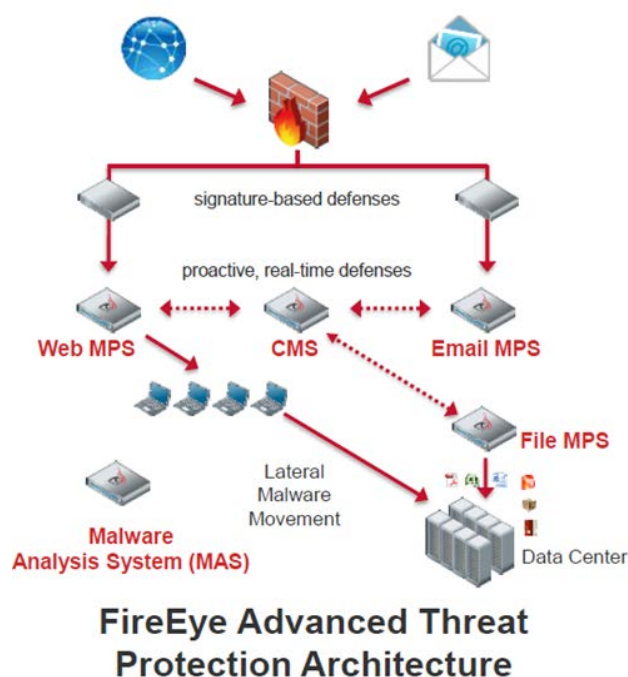 signature-based defenses
proactive, real-time defenses
Web MPS
CMS
Email MPS
File MPS
Lateral
Malware
Movement
Malware
Analysis System (MAS)
Data Center
FireEye Advanced Threat
Protection Architecture